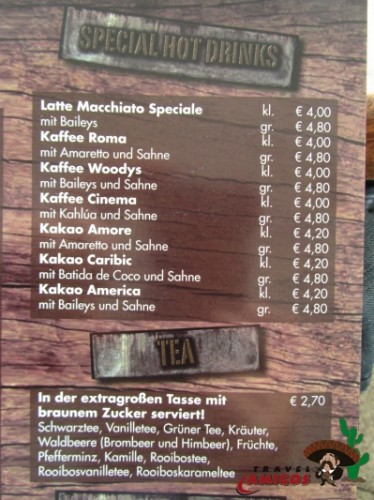 SPECIAL HOT DRINKS
Latte Macchiato Speciale kl. € 4,00
mit Baileys gr. € 4,80
Kaffee Roma kl. € 4,00
mit Amaretto und Sahne gr. € 4,80
Kaffee Woodys kl. € 4,00
mit Baileys und Sahne gr. € 4,80
Kaffee Cinema kl. € 4,00
mit Kahlúa und Sahne gr. € 4,80
Kakao Amore kl. € 4,20
mit Amaretto und Sahne gr. € 4,80
Kakao Caribic kl. € 4,20
mit Batida de Coco und Sahne gr. € 4,80
Kakao America kl. € 4,20
mit Baileys und Sahne gr. € 4,80
TEA
In der extragroßen Tasse mit € 2,70
braunem Zucker serviert!
Schwarztee, Vanilletee, Grüner Tee, Kräuter,
Waldbeere (Brombeer und Himbeer), Früchte,
Pfefferminz, Kamille, Rooibostee,
Rooibosvanilletee, Rooiboskarameltee
TRAVEL
AMIGOS